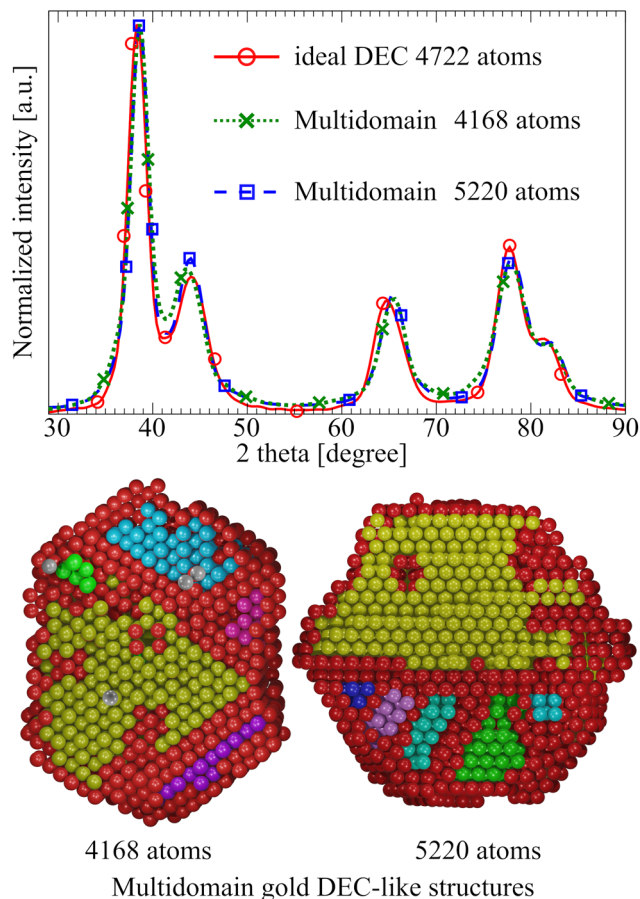 Normalized intensity [a.u.]
ideal DEC 4722 atoms
Multidomain 4168 atoms
Multidomain 5220 atoms
30 40 50 60 70 80 90
2 theta [degree]
4168 atoms 5220 atoms
Multidomain gold DEC-like structures